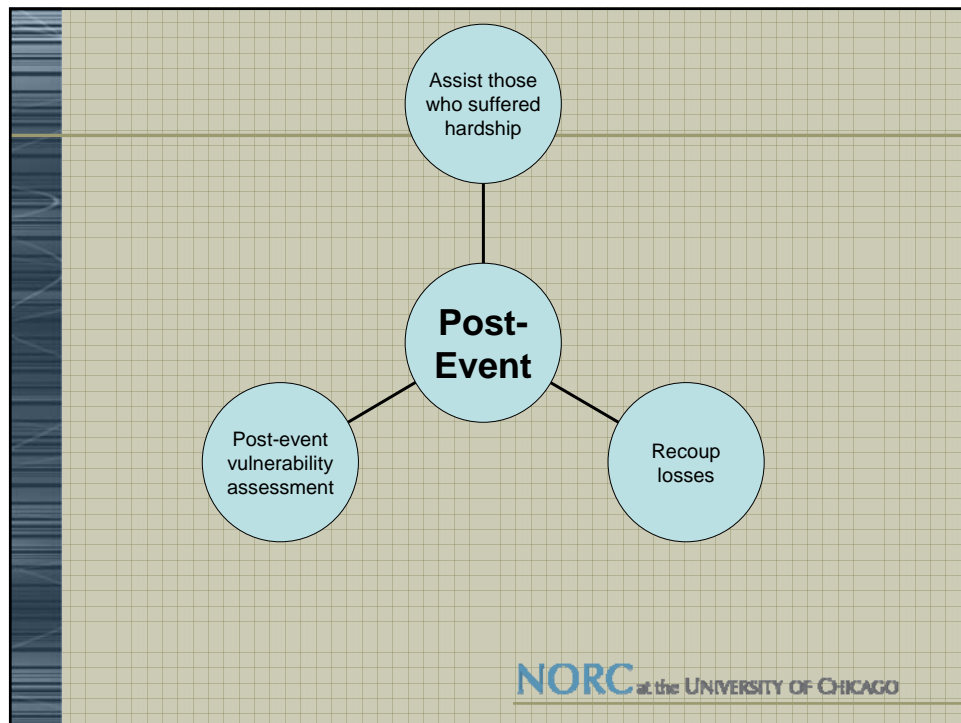 Assist those
who suffered
hardship
Post-
Event
Post-event
vulnerability
assessment
Recoup
losses
NORC at the UNIVERSITY OF CHICAGO